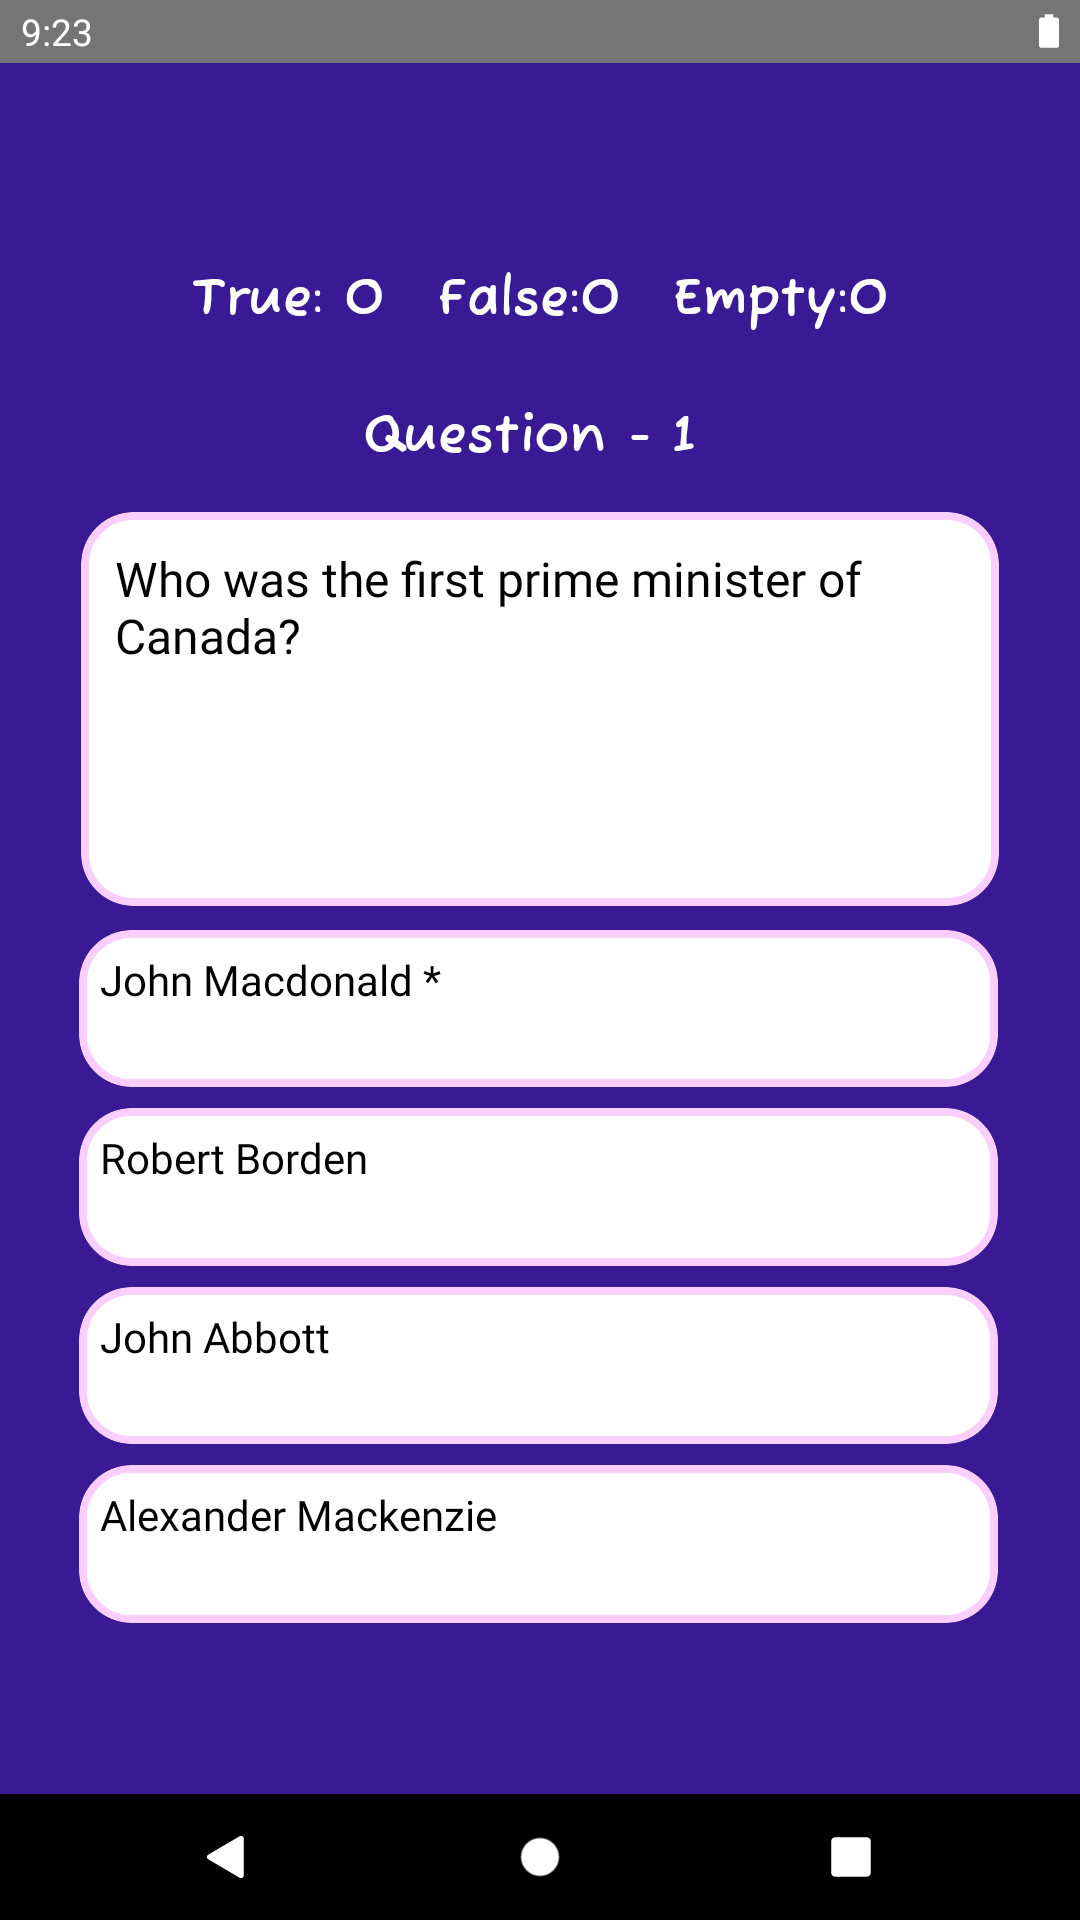 9:23
True: 0 False:0 Empty:0
Question - 1
Who was the first prime minister of
Canada?
John Macdonald *
Robert Borden
John Abbott
Alexander Mackenzie